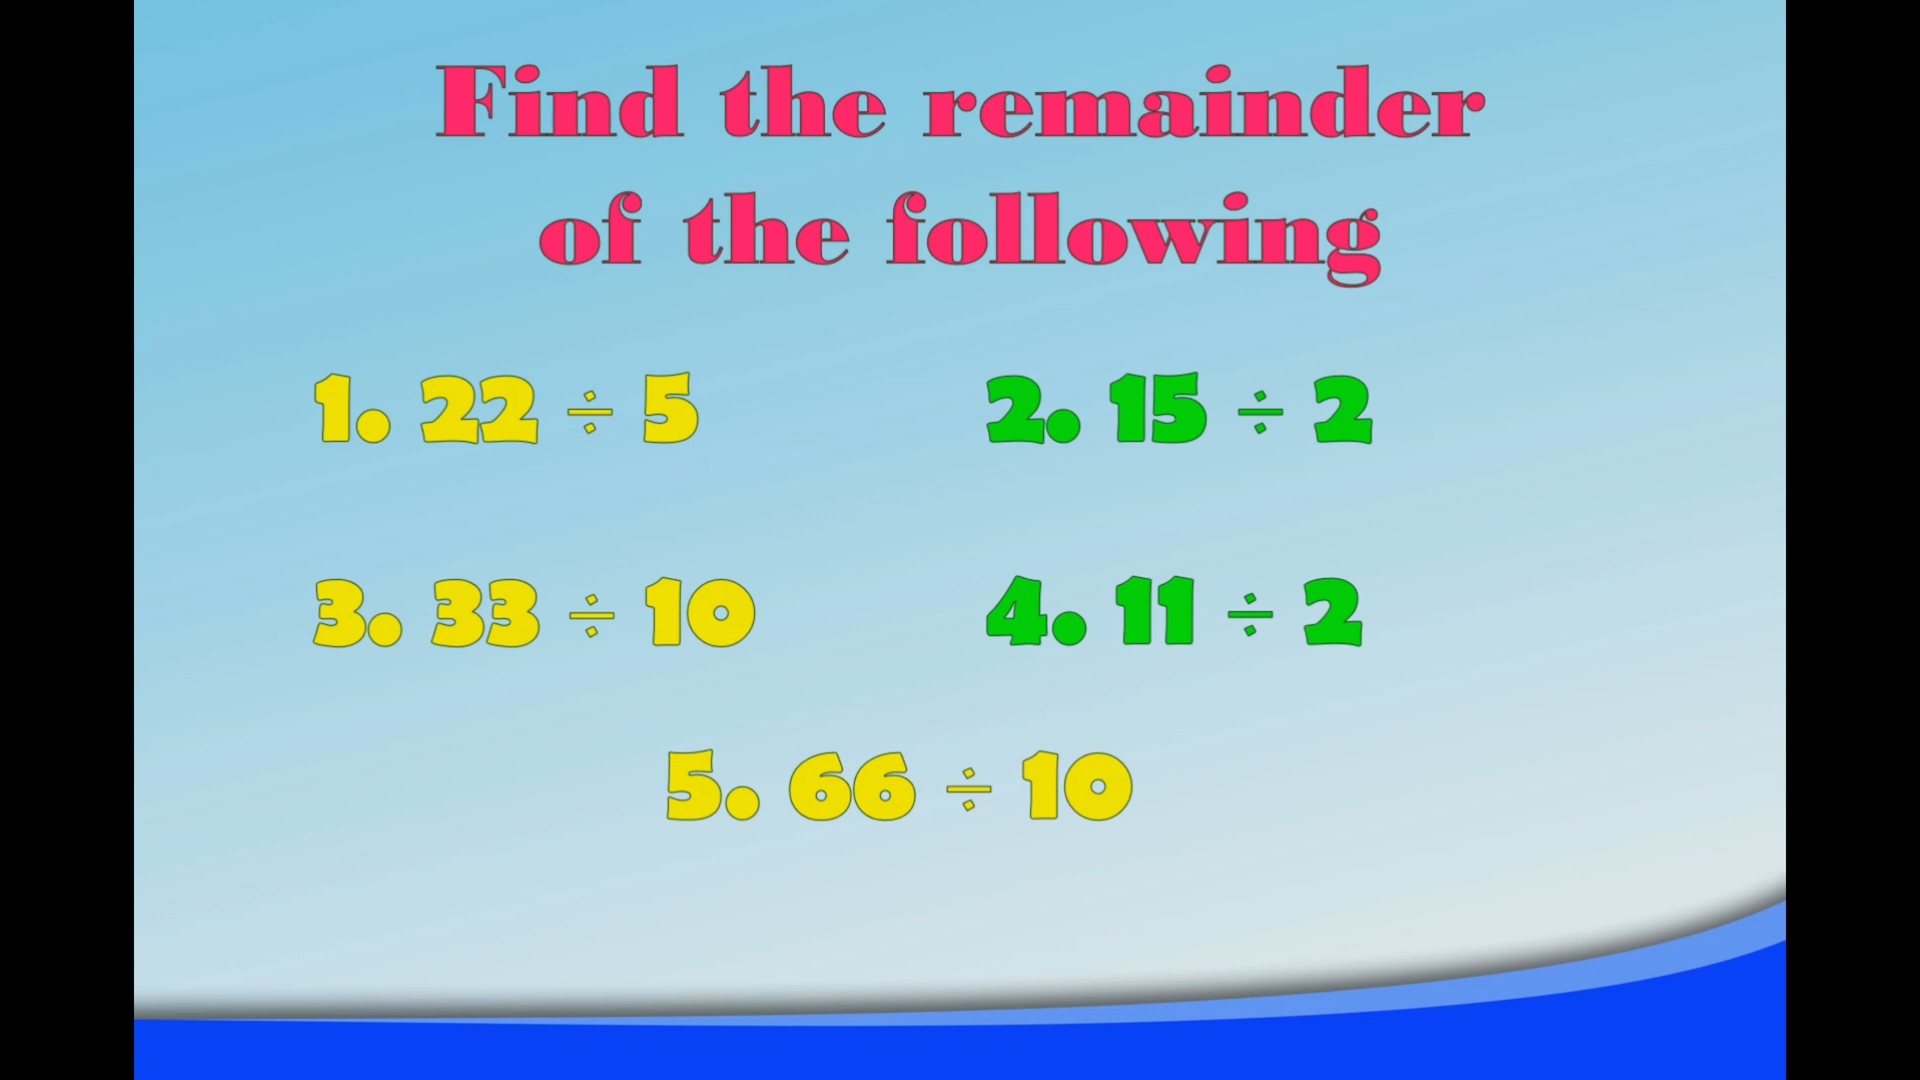 Find the remainder
of the following
1. 22 ÷ 5
2. 15 ÷ 2
3. 33 ÷ 10
4. 11 ÷ 2
5. 66 ÷ 10